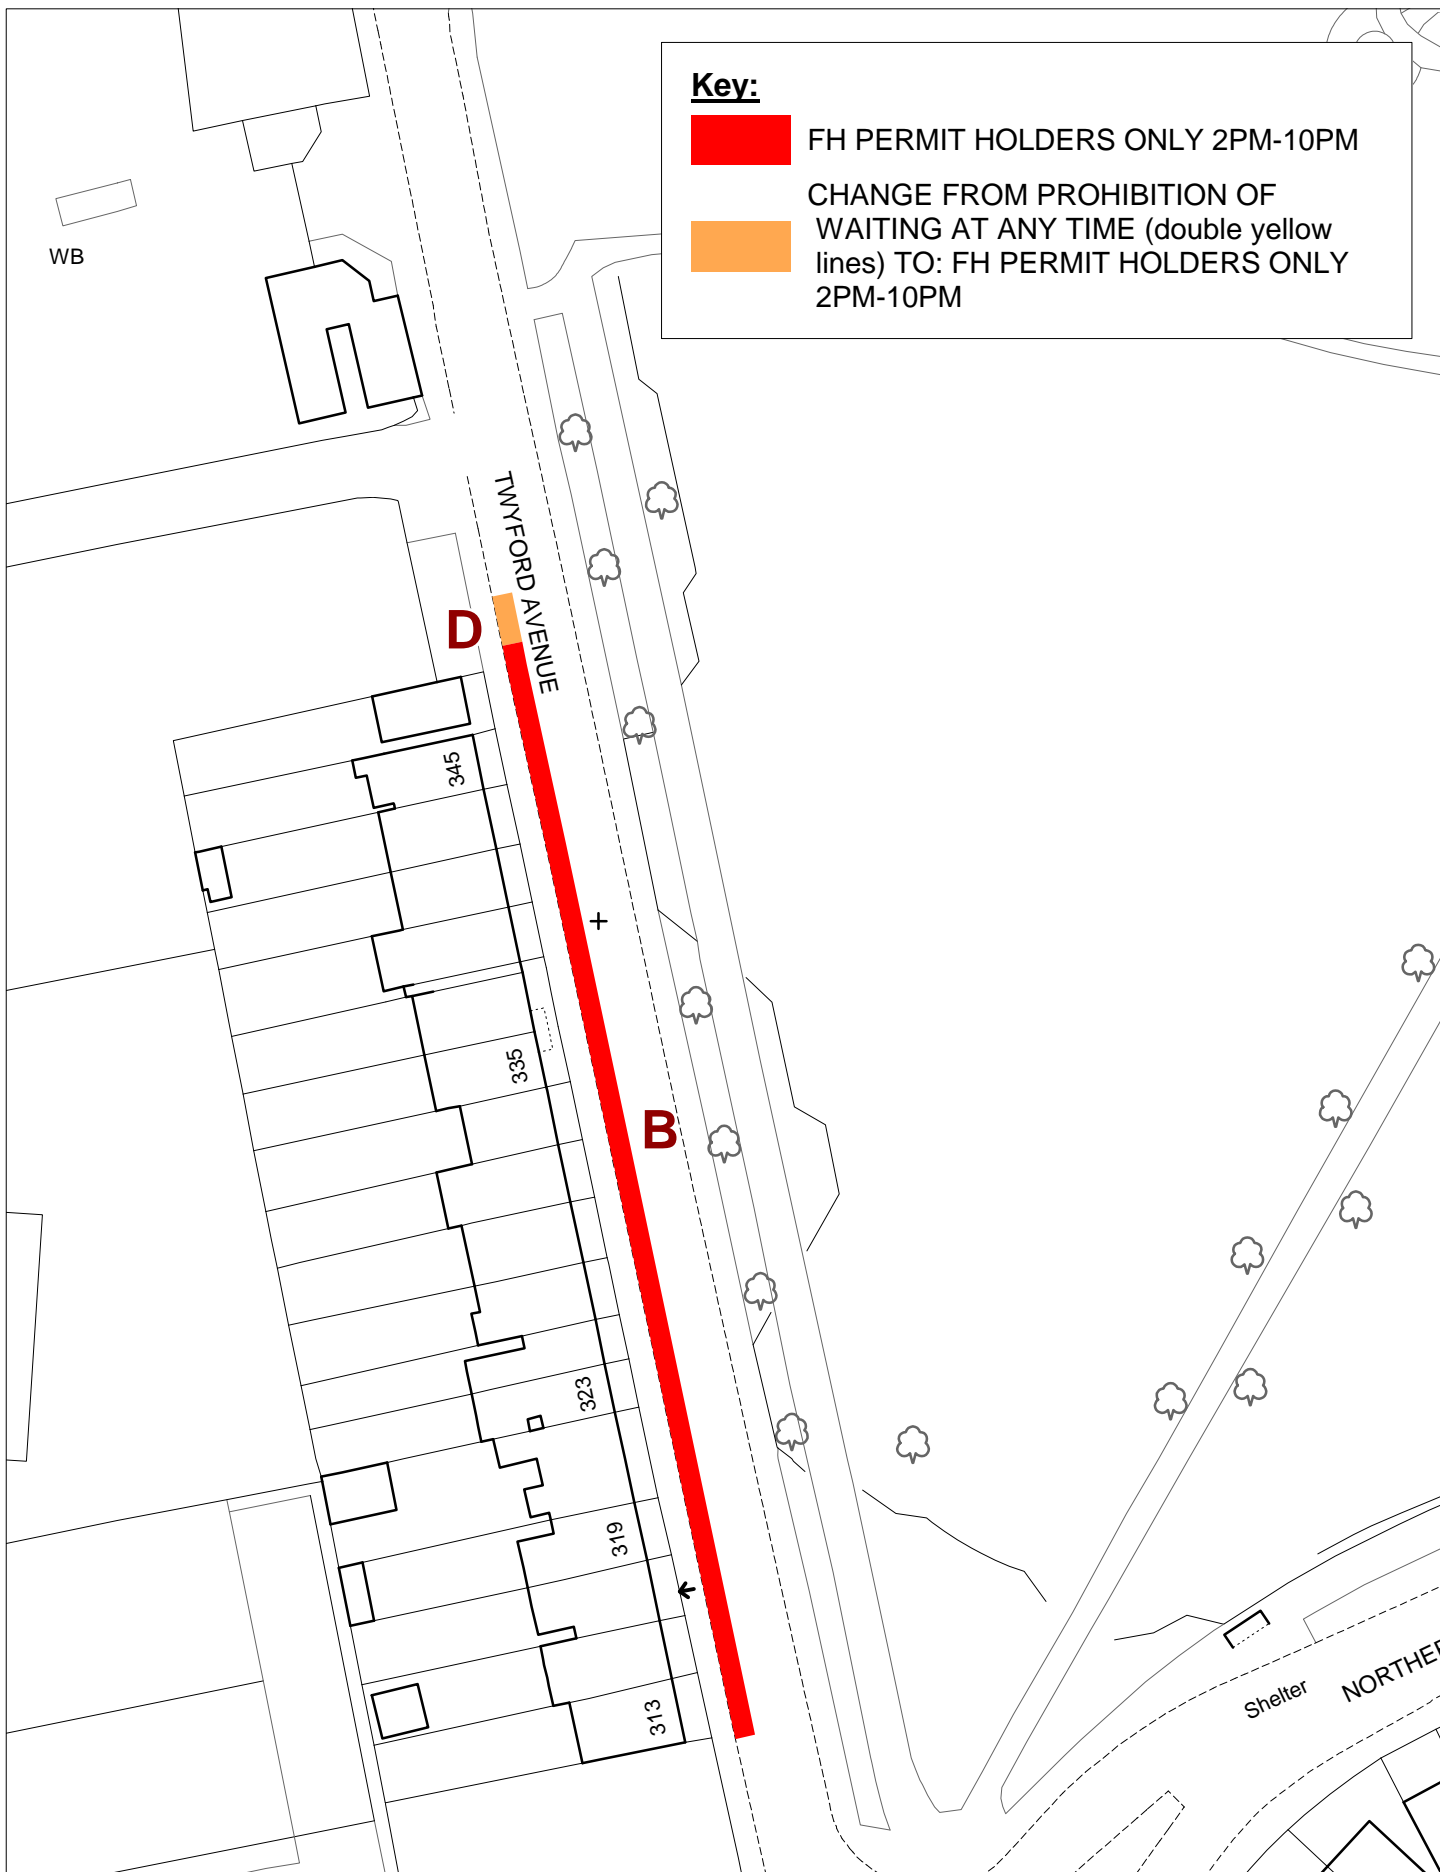 Key:
FH PERMIT HOLDERS ONLY 2PM-10PM
CHANGE FROM PROHIBITION OF
WAITING AT ANY TIME (double yellow
lines) TO: FH PERMIT HOLDERS ONLY
2PM-10PM
WB
TWYFORD AVENUE
D
345
335
B
323
319
313
Shelter
NORTHER